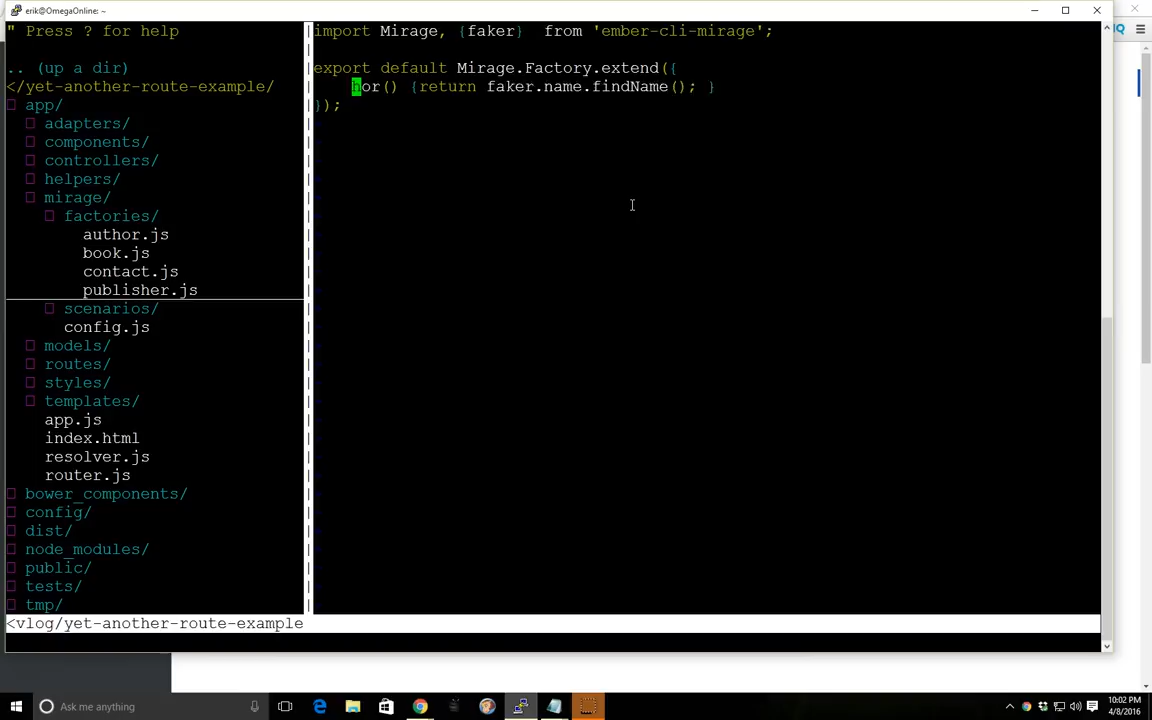 erik@OmegaOnline: ~
" Press ? for help
.. (up a dir)
</yet-another-route-example/
app/
adapters/
components/
controllers/
helpers/
mirage/
factories/
author.js
book.js
contact.js
publisher.js
scenarios/
config.js
models/
routes/
styles/
templates/
app.js
index.html
resolver.js
router.js
bower_components/
config/
dist/
node_modules/
public/
tests/
tmp/
<vlog/yet-another-route-example
import Mirage, {faker}  from 'ember-cli-mirage';
export default Mirage.Factory.extend({
hor() {return faker.name.findName(); }
});
Ask me anything
10:02 PM
4/8/2016